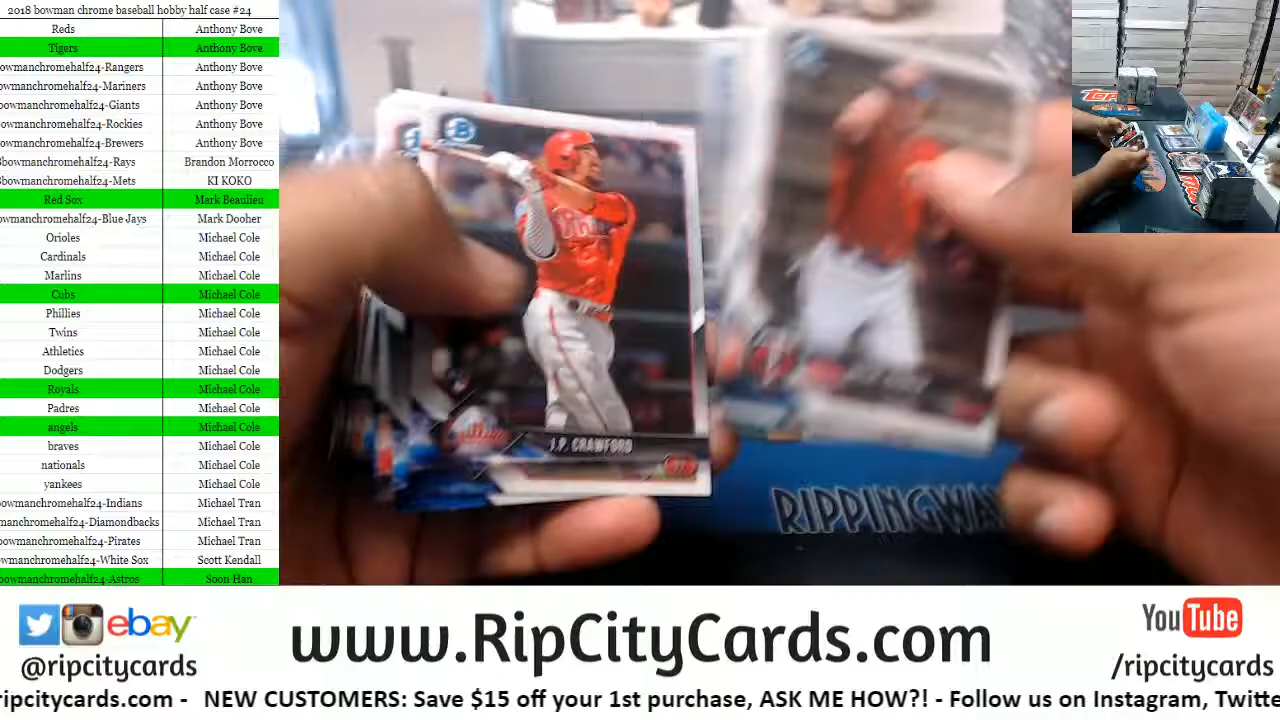 2018 bowman chrome baseball hobby half case #24
Reds Anthony Bove
Tigers Anthony Bove
owmanchromehalf24-Rangers Anthony Bove
owmanchromehalf24-Mariners Anthony Bove
bowmanchromehalf24-Giants Anthony Bove
owmanchromehalf24-Rockies Anthony Bove
owmanchromehalf24-Brewers Anthony Bove
bowmanchromehalf24-Rays Brandon Morrocco
bowmanchromehalf24-Mets KI KOKO
Red Sox Mark Beaulieu
owmanchromehalf24-Blue Jays Mark Dooher
Orioles Michael Cole
Cardinals Michael Cole
Marlins Michael Cole
Cubs Michael Cole
Phillies Michael Cole
Twins Michael Cole
Athletics Michael Cole
Dodgers Michael Cole
Royals Michael Cole
Padres Michael Cole
angels Michael Cole
braves Michael Cole
nationals Michael Cole
yankees Michael Cole
owmanchromehalf24-Indians Michael Tran
manchromehalf24-Diamondbacks Michael Tran
owmanchromehalf24-Pirates Michael Tran
wmanchromehalf24-White Sox Scott Kendall
bowmanchromehalf24-Astros Soon Han
B
Phillies
J.P. CRAWFORD
RIPPINGWA
Topps
ebay
@ripcitycards
www.RipCityCards.com
YouTube
/ripcitycards
ripcitycards.com - NEW CUSTOMERS: Save $15 off your 1st purchase, ASK ME HOW?! - Follow us on Instagram, Twitte